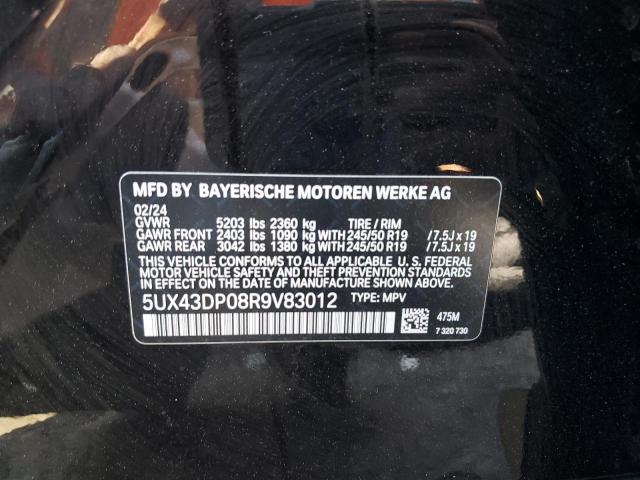 MFD BY BAYERISCHE MOTOREN WERKE AG
02/24
GVWR 5203 lbs 2360 kg TIRE / RIM
GAWR FRONT 2403 lbs 1090 kg WITH 245/50 R19 /7.5J x 19
GAWR REAR 3042 lbs 1380 kg WITH 245/50 R19 /7.5J x 19
THIS VEHICLE CONFORMS TO ALL APPLICABLE U. S. FEDERAL
MOTOR VEHICLE SAFETY, BUMPER, AND THEFT PREVENTION STANDARDS
IN EFFECT ON THE DATE OF MANUFACTURE SHOWN ABOVE.
5UX43DP08R9V83012 TYPE: MPV
475M
7 320 730